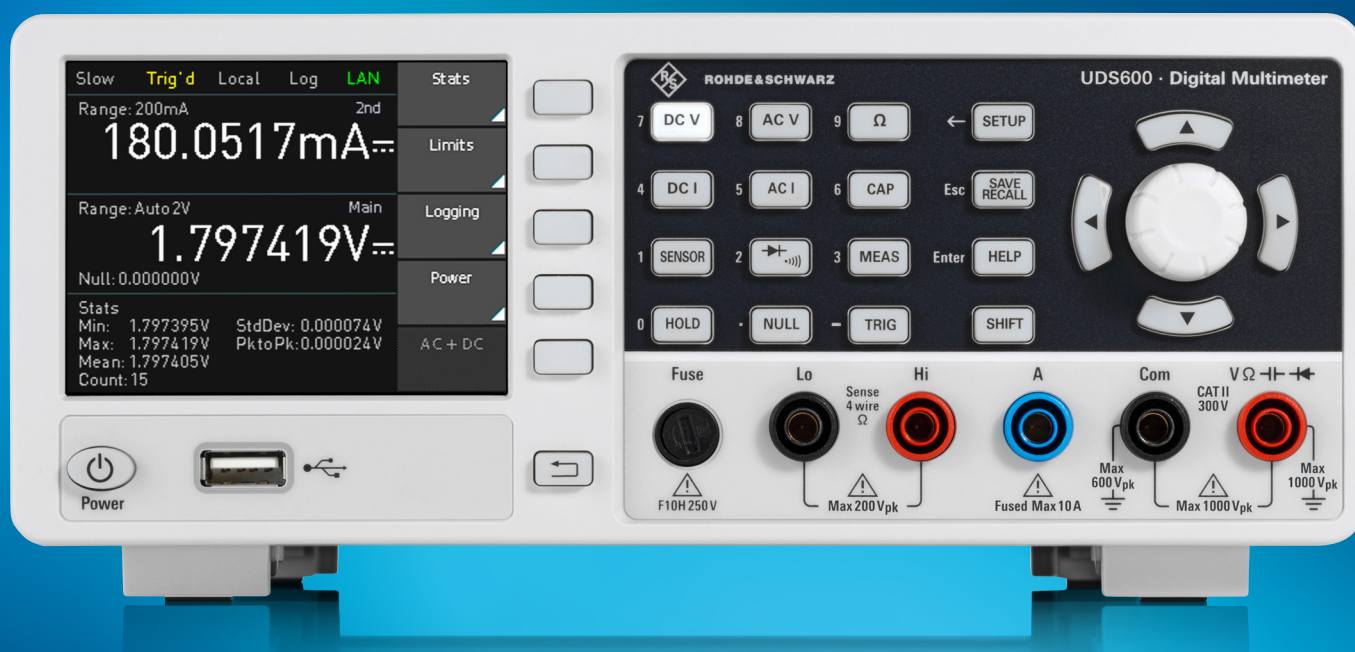 Slow Trig'd Local Log LAN
Range: 200mA 2nd
180.0517mA
Range: Auto 2V Main
1.797419V
Null: 0.000000V
Stats
Min: 1.797395V StdDev: 0.000074V
Max: 1.797419V PktoPk: 0.000024V
Mean: 1.797405V
Count: 15
Stats
Limits
Logging
Power
AC + DC
Power
R&S ROHDE&SCHWARZ
UDS600 · Digital Multimeter
7 DC V 8 AC V 9 Ω ← SETUP
4 DC I 5 AC I 6 CAP Esc SAVE RECALL
1 SENSOR 2 3 MEAS Enter HELP
0 HOLD · NULL – TRIG SHIFT
Fuse Lo Hi A Com V Ω
Sense
4 wire
Ω
CAT II
300 V
F10H250V
Max 200 Vpk
Fused Max 10 A
Max
600 Vpk
Max 1000 Vpk
Max
1000 Vpk